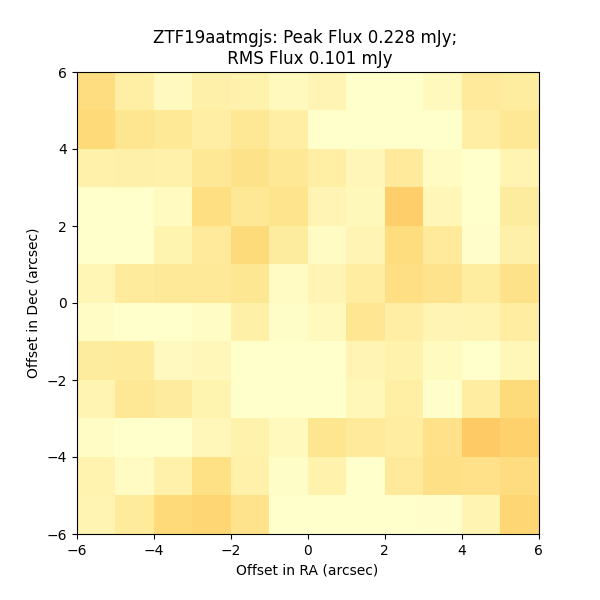 ZTF19aatmgjs: Peak Flux 0.228 mJy;
RMS Flux 0.101 mJy
6
4
2
0
−2
−4
−6
Offset in Dec (arcsec)
−6 −4 −2 0 2 4 6
Offset in RA (arcsec)